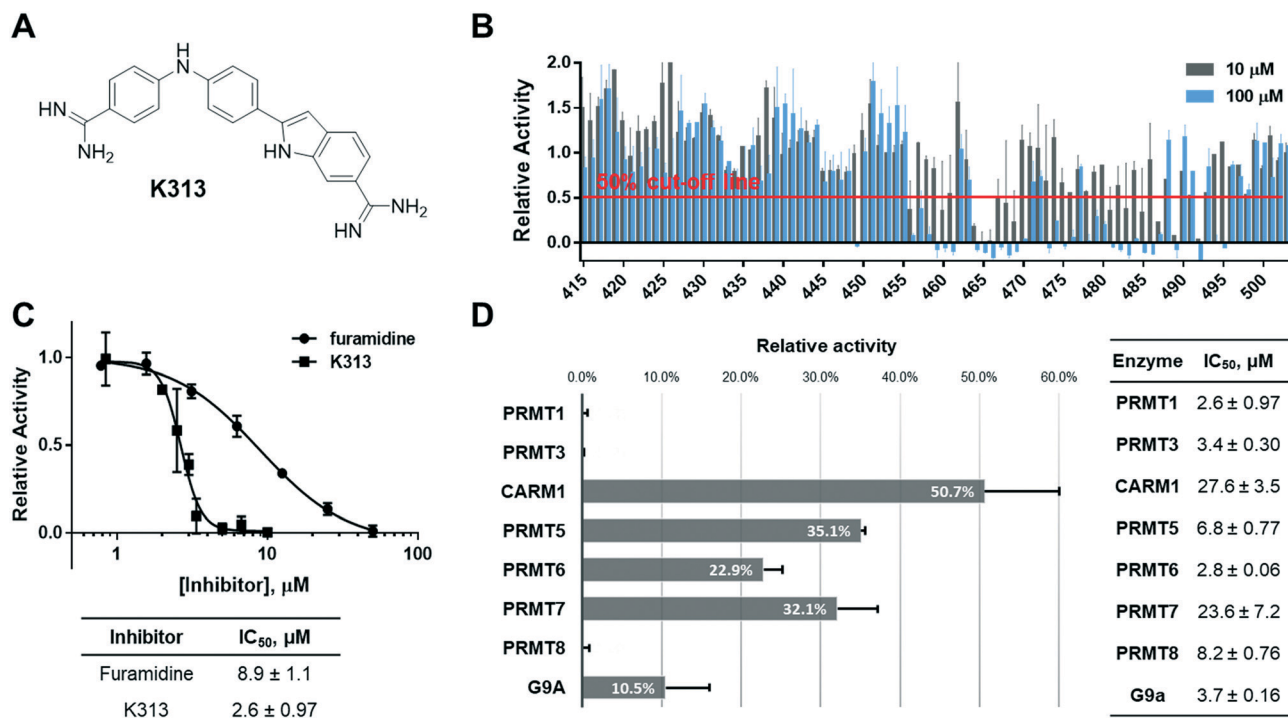 A
H
N
HN
NH₂
HN
NH₂
HN
K313
B
Relative Activity
2.0
1.5
1.0
0.5
0.0
10 μM
100 μM
50% cut-off line
415
420
425
430
435
440
445
450
455
460
465
470
475
480
485
490
495
500
C
Relative Activity
1.0
0.5
0.0
furamidine
K313
1
10
100
[Inhibitor], μM
Inhibitor IC₅₀, μM
Furamidine 8.9 ± 1.1
K313 2.6 ± 0.97
D
Relative activity
0.0% 10.0% 20.0% 30.0% 40.0% 50.0% 60.0%
PRMT1
PRMT3
CARM1 50.7%
PRMT5 35.1%
PRMT6 22.9%
PRMT7 32.1%
PRMT8
G9A 10.5%
Enzyme IC₅₀, μM
PRMT1 2.6 ± 0.97
PRMT3 3.4 ± 0.30
CARM1 27.6 ± 3.5
PRMT5 6.8 ± 0.77
PRMT6 2.8 ± 0.06
PRMT7 23.6 ± 7.2
PRMT8 8.2 ± 0.76
G9a 3.7 ± 0.16